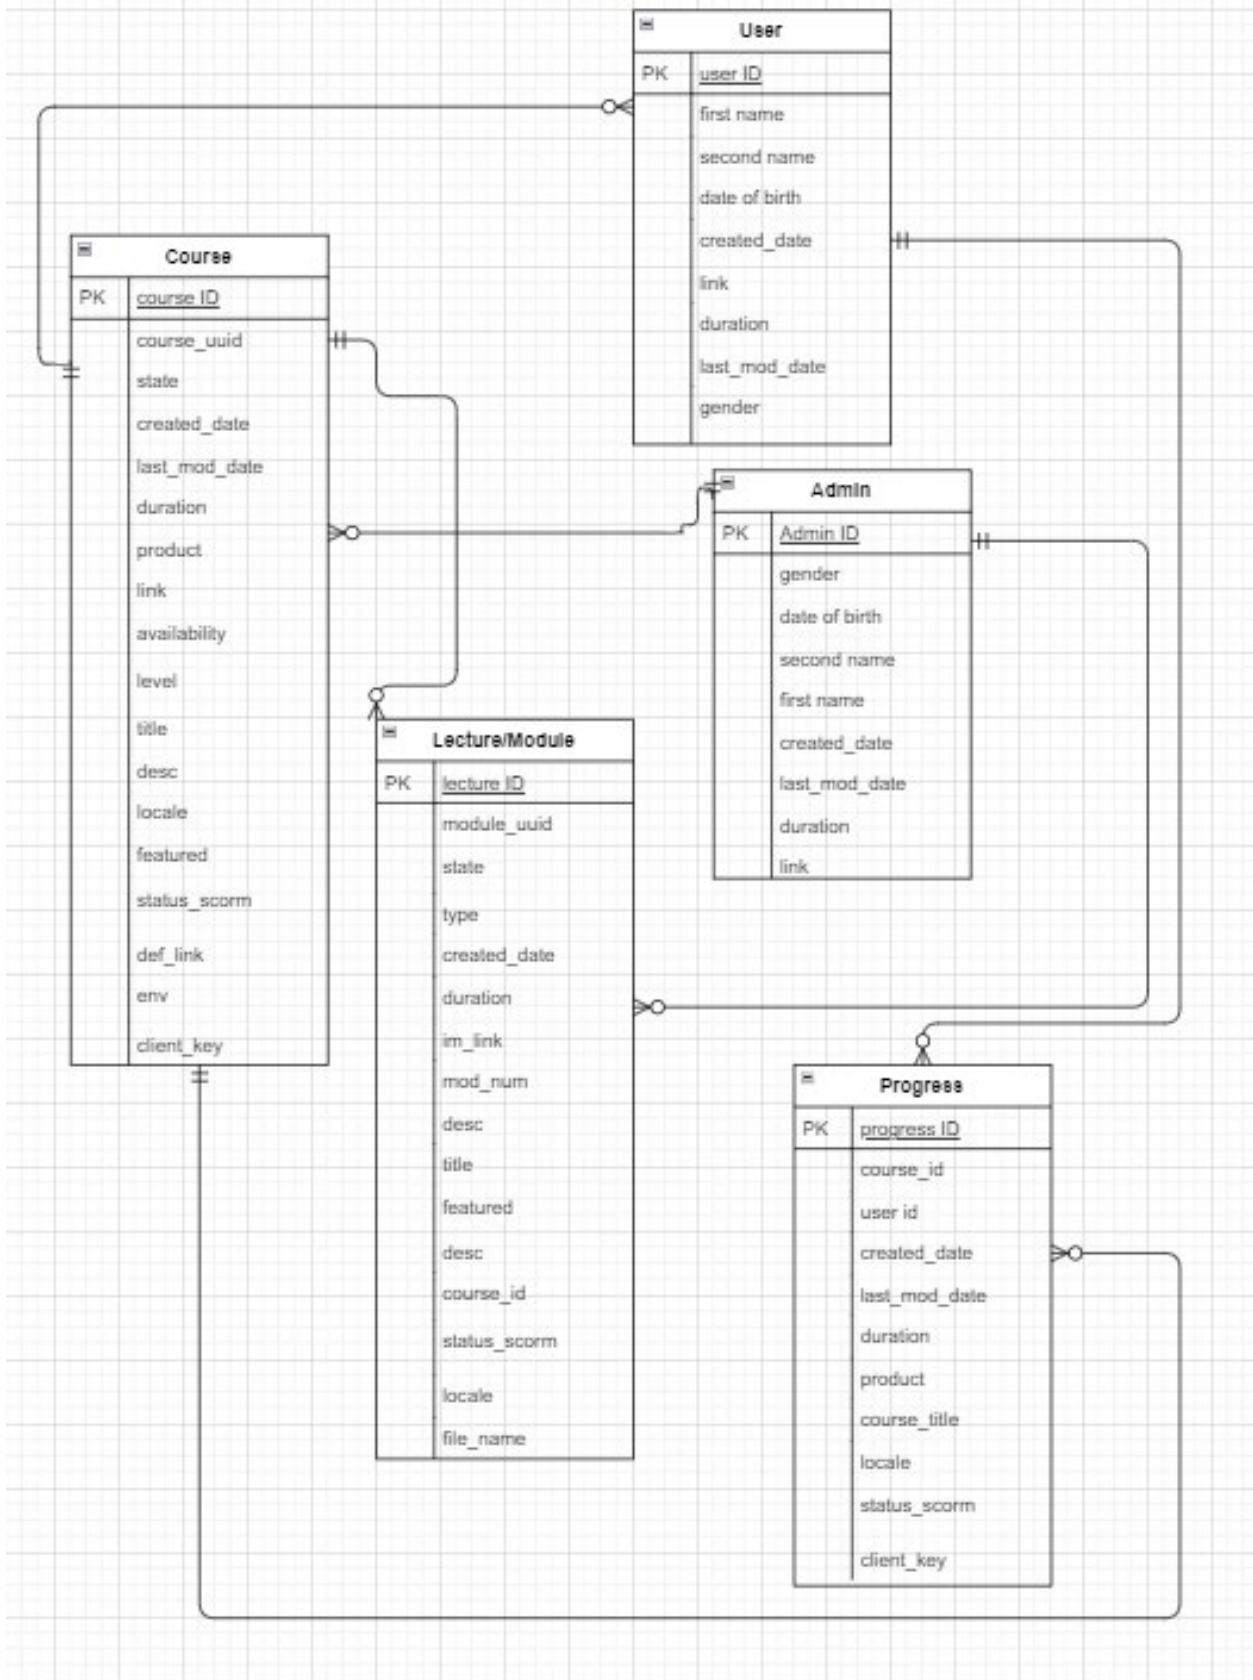 User
PK user ID
first name
second name
date of birth
created_date
link
duration
last_mod_date
gender
Course
PK course ID
course_uuid
state
created_date
last_mod_date
duration
product
link
availability
level
title
desc
locale
featured
status_scorm
def_link
env
client_key
Admin
PK Admin ID
gender
date of birth
second name
first name
created_date
last_mod_date
duration
link
Lecture/Module
PK lecture ID
module_uuid
state
type
created_date
duration
im_link
mod_num
desc
title
featured
desc
course_id
status_scorm
locale
file_name
Progress
PK progress ID
course_id
user id
created_date
last_mod_date
duration
product
course_title
locale
status_scorm
client_key